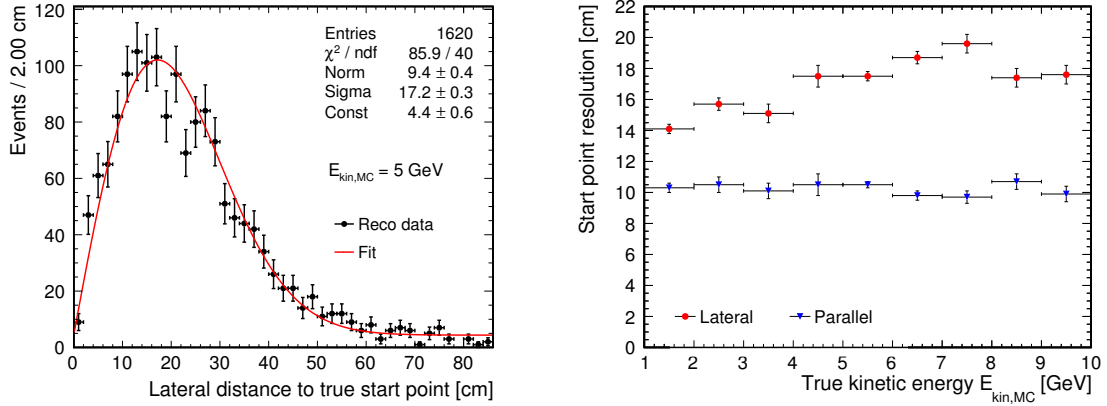 Events / 2.00 cm
120
100
80
60
40
20
0
Entries 1620
χ² / ndf 85.9 / 40
Norm 9.4 ± 0.4
Sigma 17.2 ± 0.3
Const 4.4 ± 0.6
E_kin,MC = 5 GeV
Reco data
Fit
0 10 20 30 40 50 60 70 80
Lateral distance to true start point [cm]
Start point resolution [cm]
22
20
18
16
14
12
10
8
6
4
2
0
Lateral Parallel
1 2 3 4 5 6 7 8 9 10
True kinetic energy E_kin,MC [GeV]